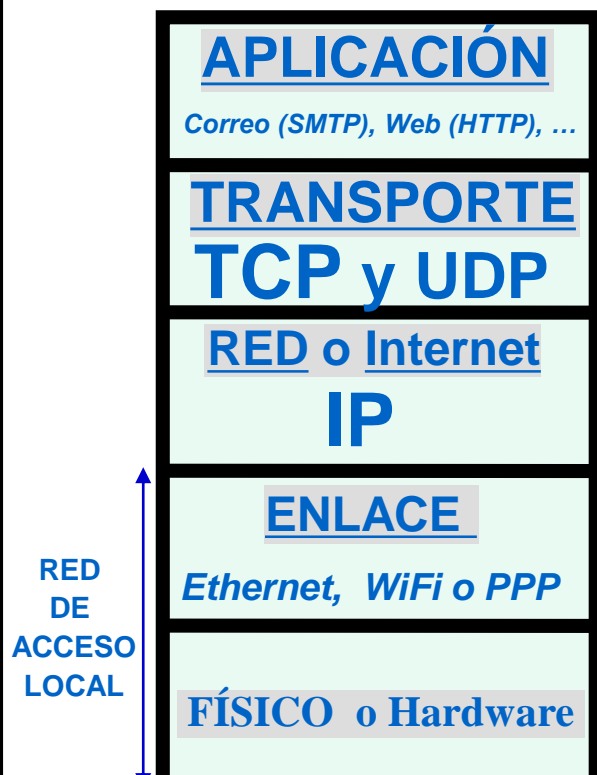 APLICACIÓN
Correo (SMTP), Web (HTTP), …
TRANSPORTE
TCP y UDP
RED o Internet
IP
ENLACE
Ethernet, WiFi o PPP
RED
DE
ACCESO
LOCAL
FÍSICO o Hardware